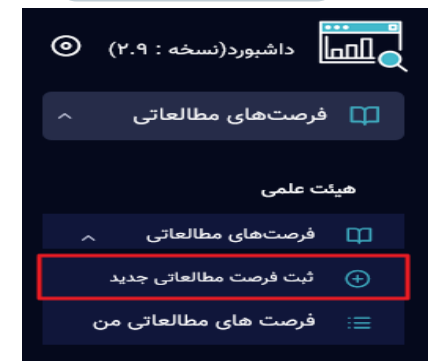 داشبورد(نسخه : ۲.۹)
فرصت‌های مطالعاتی
هیئت علمی
فرصت‌های مطالعاتی
ثبت فرصت مطالعاتی جدید
فرصت های مطالعاتی من